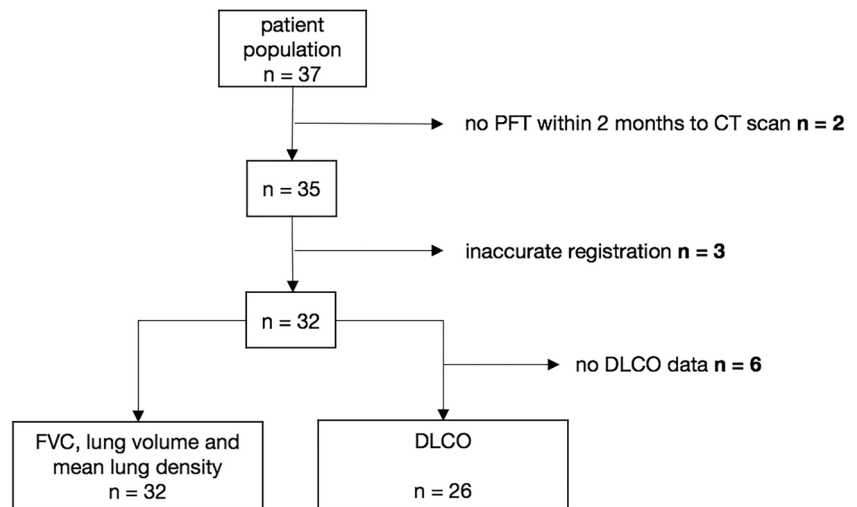 patient
population
n = 37
no PFT within 2 months to CT scan n = 2
n = 35
inaccurate registration n = 3
n = 32
no DLCO data n = 6
FVC, lung volume and
mean lung density
n = 32
DLCO
n = 26